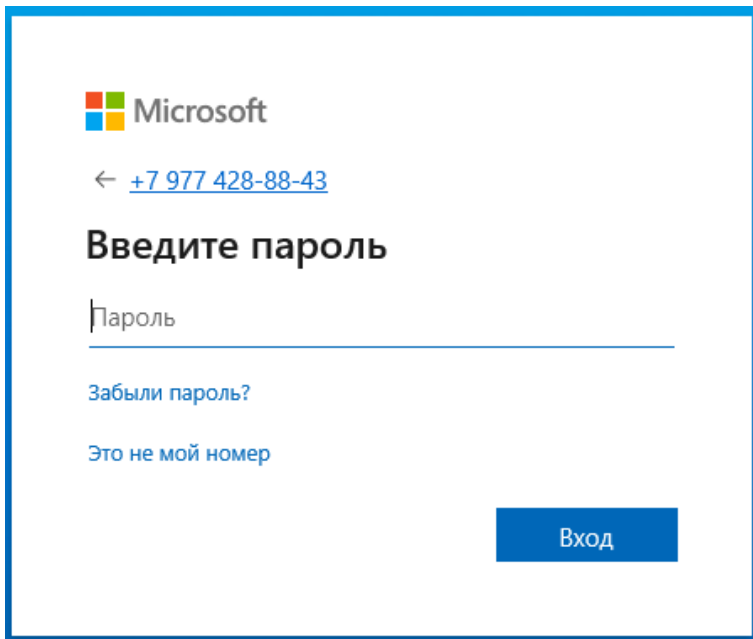 Microsoft
← +7 977 428-88-43
Введите пароль
Пароль
Забыли пароль?
Это не мой номер
Вход